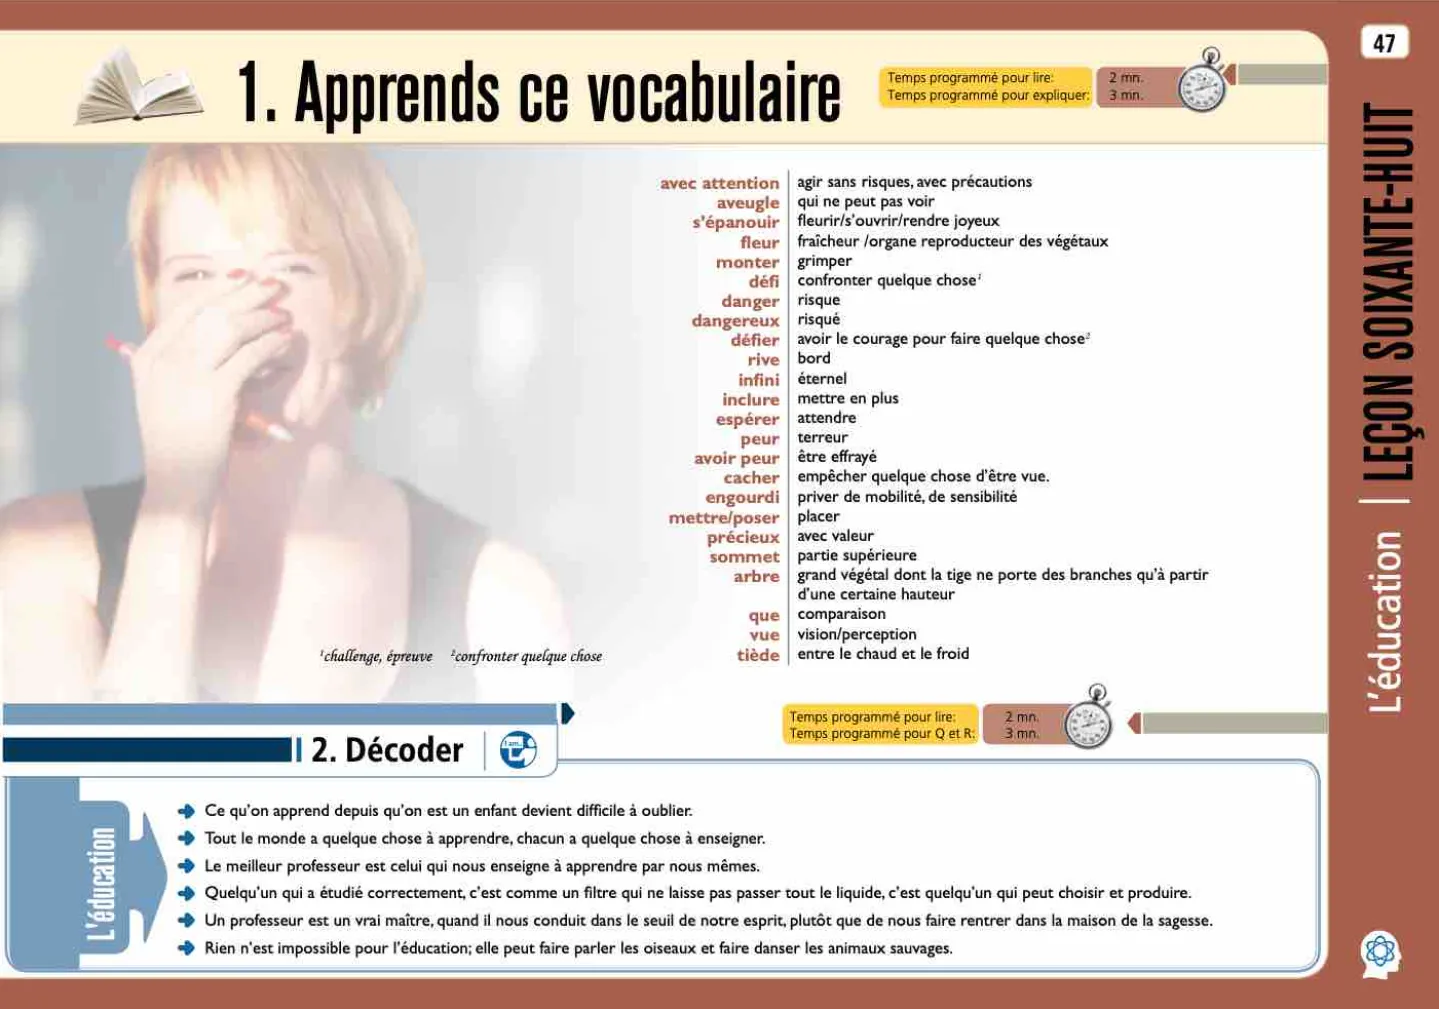 47
1. Apprends ce vocabulaire
Temps programmé pour lire: 2 mn.
Temps programmé pour expliquer: 3 mn.
avec attention agir sans risques, avec précautions
aveugle qui ne peut pas voir
s'épanouir fleurir/s'ouvrir/rendre joyeux
fleur fraîcheur /organe reproducteur des végétaux
monter grimper
défi confronter quelque chose¹
danger risque
dangereux risqué
défier avoir le courage pour faire quelque chose²
rive bord
infini éternel
inclure mettre en plus
espérer attendre
peur terreur
avoir peur être effrayé
cacher empêcher quelque chose d'être vue.
engourdi priver de mobilité, de sensibilité
mettre/poser placer
précieux avec valeur
sommet partie supérieure
arbre grand végétal dont la tige ne porte des branches qu'à partir
d'une certaine hauteur
que comparaison
vue vision/perception
tiède entre le chaud et le froid
¹challenge, épreuve ²confronter quelque chose
L'éducation | LEÇON SOIXANTE-HUIT
Temps programmé pour lire: 2 mn.
Temps programmé pour Q et R: 3 mn.
2. Décoder
I am...
L'éducation
Ce qu'on apprend depuis qu'on est un enfant devient difficile à oublier.
Tout le monde a quelque chose à apprendre, chacun a quelque chose à enseigner.
Le meilleur professeur est celui qui nous enseigne à apprendre par nous mêmes.
Quelqu'un qui a étudié correctement, c'est comme un filtre qui ne laisse pas passer tout le liquide, c'est quelqu'un qui peut choisir et produire.
Un professeur est un vrai maître, quand il nous conduit dans le seuil de notre esprit, plutôt que de nous faire rentrer dans la maison de la sagesse.
Rien n'est impossible pour l'éducation; elle peut faire parler les oiseaux et faire danser les animaux sauvages.